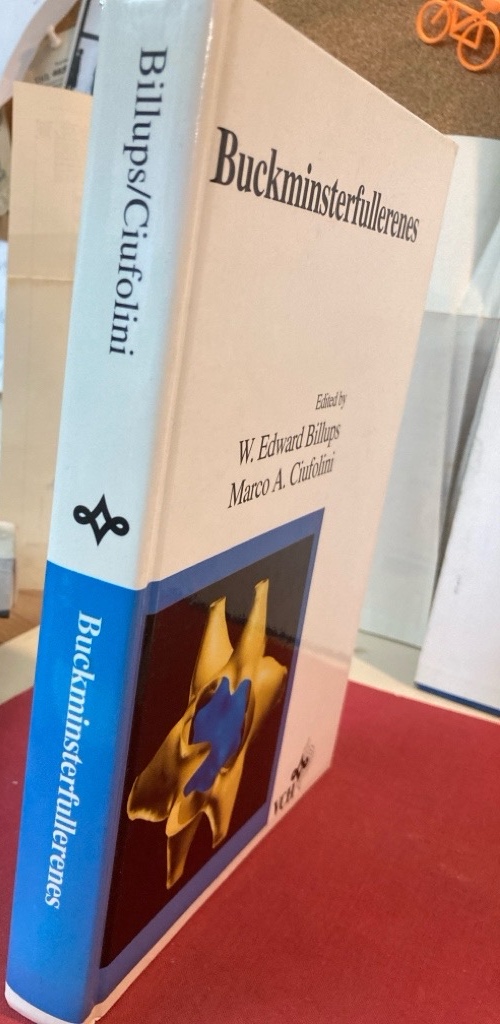 Billups/Ciufolini
Buckminsterfullerenes
Buckminsterfullerenes
Edited by
W. Edward Billups
Marco A. Ciufolini
VCH